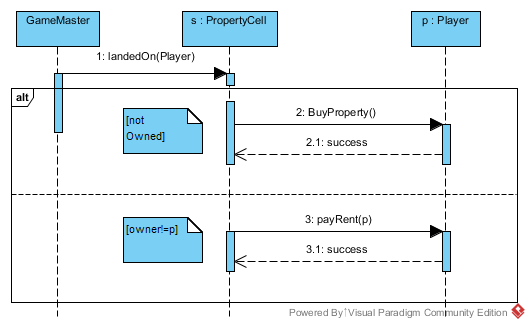 GameMaster
s : PropertyCell
p : Player
1: landedOn(Player)
alt
[not
Owned]
2: BuyProperty()
2.1: success
[owner!=p]
3: payRent(p)
3.1: success
Powered By Visual Paradigm Community Edition